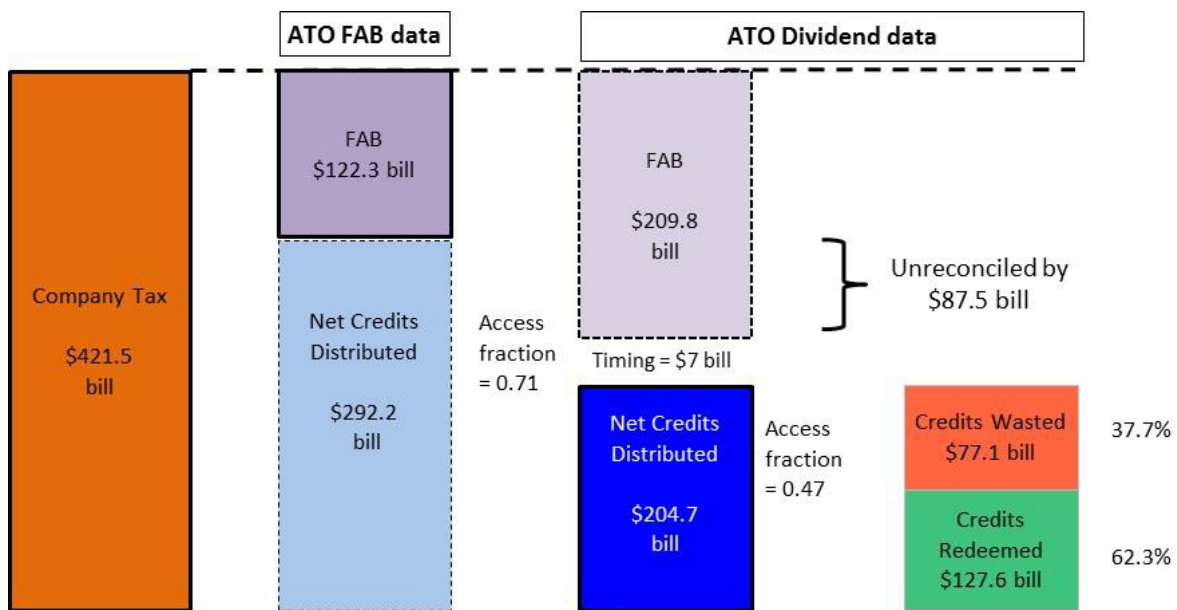 ATO FAB data
ATO Dividend data
Company Tax
$421.5
bill
FAB
$122.3 bill
Net Credits
Distributed
$292.2
bill
Access
fraction
= 0.71
FAB
$209.8
bill
Timing = $7 bill
Net Credits
Distributed
$204.7
bill
Access
fraction
= 0.47
Unreconciled by
$87.5 bill
Credits Wasted
$77.1 bill
37.7%
Credits
Redeemed
$127.6 bill
62.3%